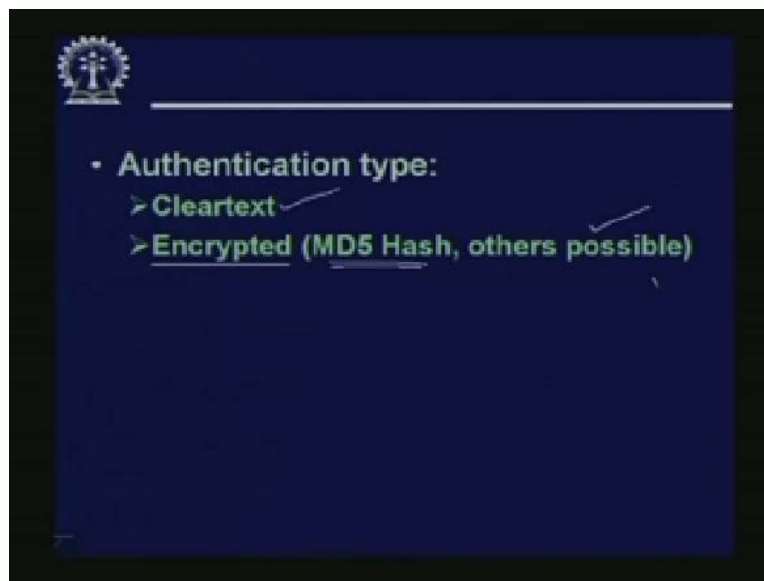 • Authentication type:
➢Cleartext
➢Encrypted (MD5 Hash, others possible)